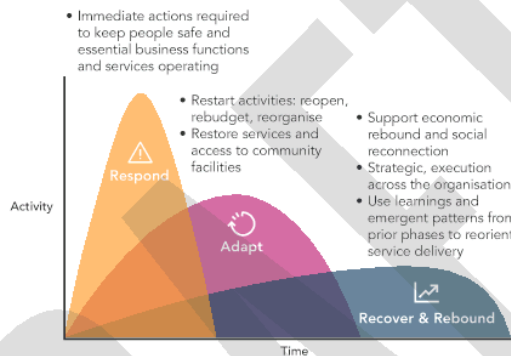 • Immediate actions required
to keep people safe and
essential business functions
and services operating
• Restart activities: reopen,
rebudget, reorganise
• Restore services and
access to community
facilities
• Support economic
rebound and social
reconnection
• Strategic, execution
across the organisation
• Use learnings and
emergent patterns from
prior phases to reorient
service delivery
Respond
Activity
Adapt
Recover & Rebound
Time